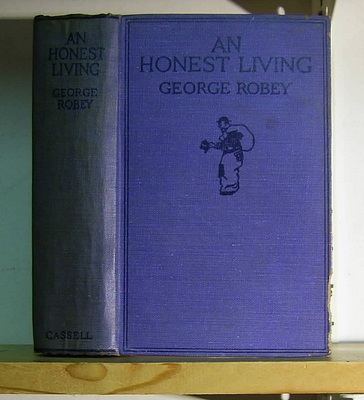 AN
HONEST
LIVING
GEORGE
ROBEY
CASSELL
AN
HONEST LIVING
GEORGE ROBEY